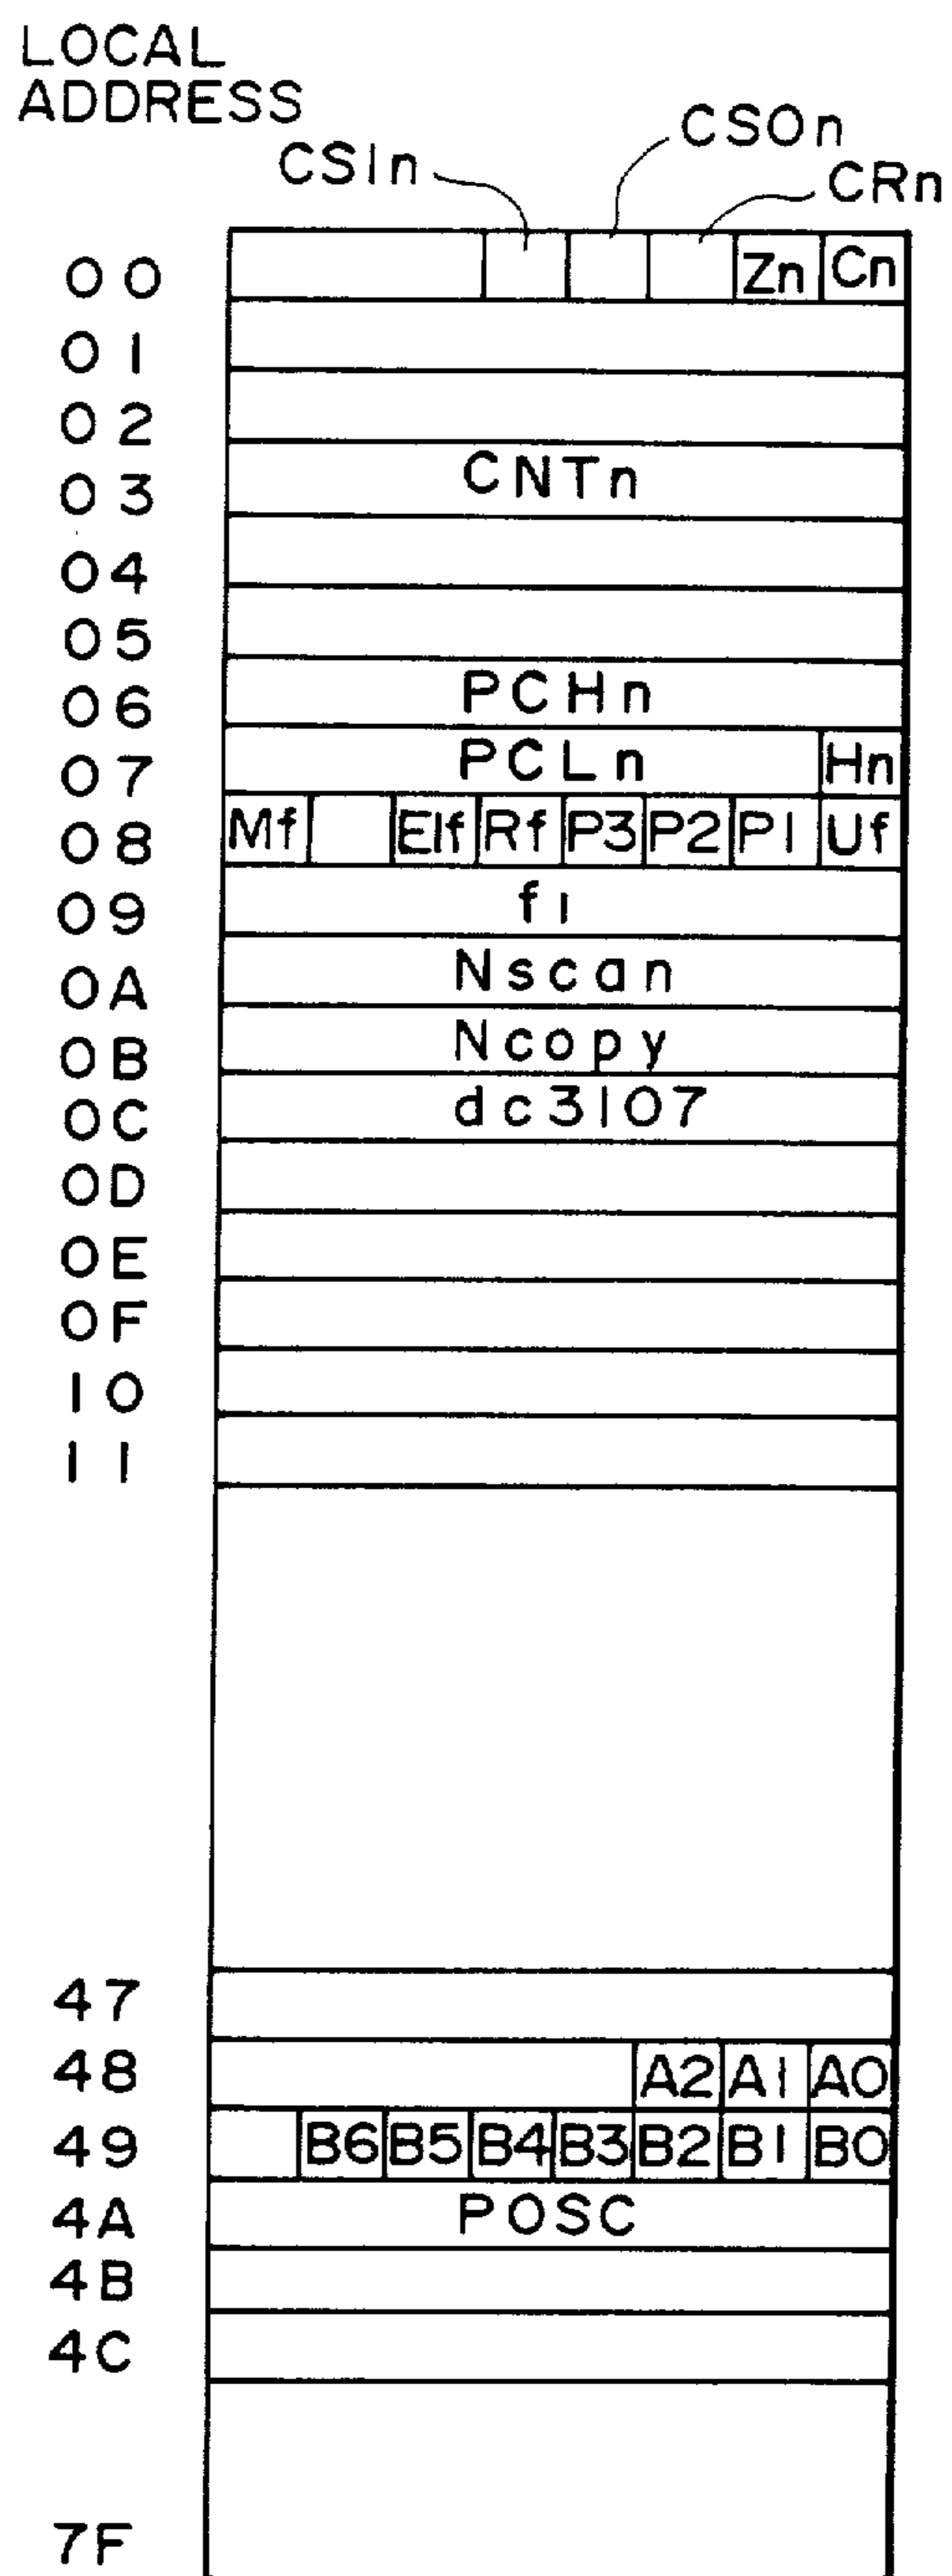 LOCAL
ADDRESS
CSIn CSOn CRn
00 Zn Cn
01
02
03 CNTn
04
05
06 PCHn
07 PCLn Hn
08 Mf EIf Rf P3 P2 P1 Uf
09 fi
0A Nscan
0B Ncopy
0C dc3107
0D
0E
0F
10
11
47
48 A2 A1 A0
49 B6 B5 B4 B3 B2 B1 B0
4A POSC
4B
4C
7F